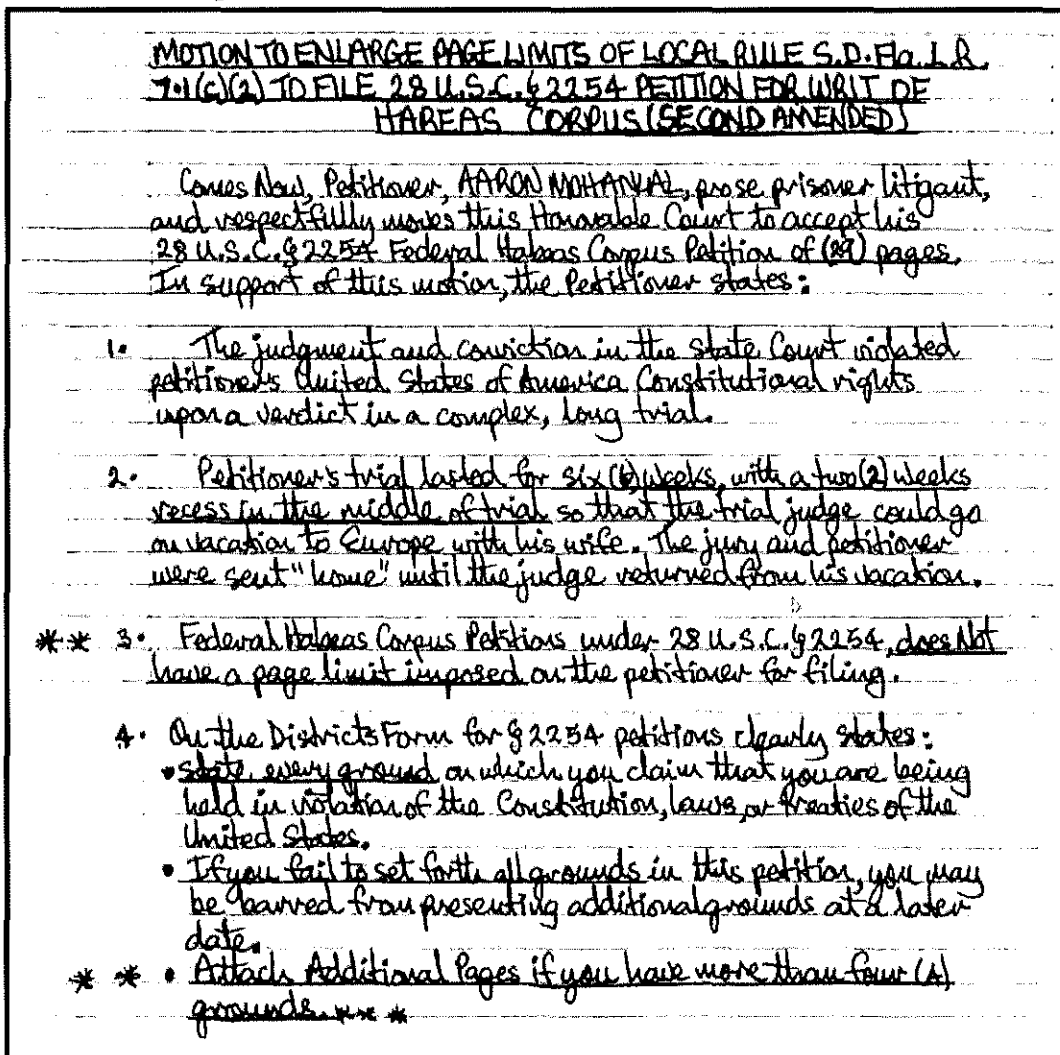 MOTION TO ENLARGE PAGE LIMITS OF LOCAL RULE S.D. Fla. L.R.
7.1(c)(2) TO FILE 28 U.S.C. § 2254 PETITION FOR WRIT OF
HABEAS CORPUS (SECOND AMENDED)
Comes Now, Petitioner, AARON MOHANLAL, prose prisoner litigant,
and respectfully moves this Honorable Court to accept his
28 U.S.C. § 2254 Federal Habeas Corpus Petition of (29) pages.
In support of this motion, the Petitioner states:
1. The judgment and conviction in the State Court violated
petitioner's United States of America Constitutional rights
upon a verdict in a complex, long trial.
2. Petitioner's trial lasted for six (6) weeks, with a two (2) weeks
recess in the middle of trial so that the trial judge could go
on vacation to Europe with his wife. The jury and petitioner
were sent "home" until the judge returned from his vacation.
** 3. Federal Habeas Corpus Petitions under 28 U.S.C. § 2254, does Not
have a page limit imposed on the petitioner for filing.
4. On the Districts Form for § 2254 petitions clearly states:
• State every ground on which you claim that you are being
held in violation of the Constitution, laws, or treaties of the
United States.
• If you fail to set forth all grounds in this petition, you may
be barred from presenting additional grounds at a later
date.
* * • Attach Additional Pages if you have more than four (4)
grounds. ** *